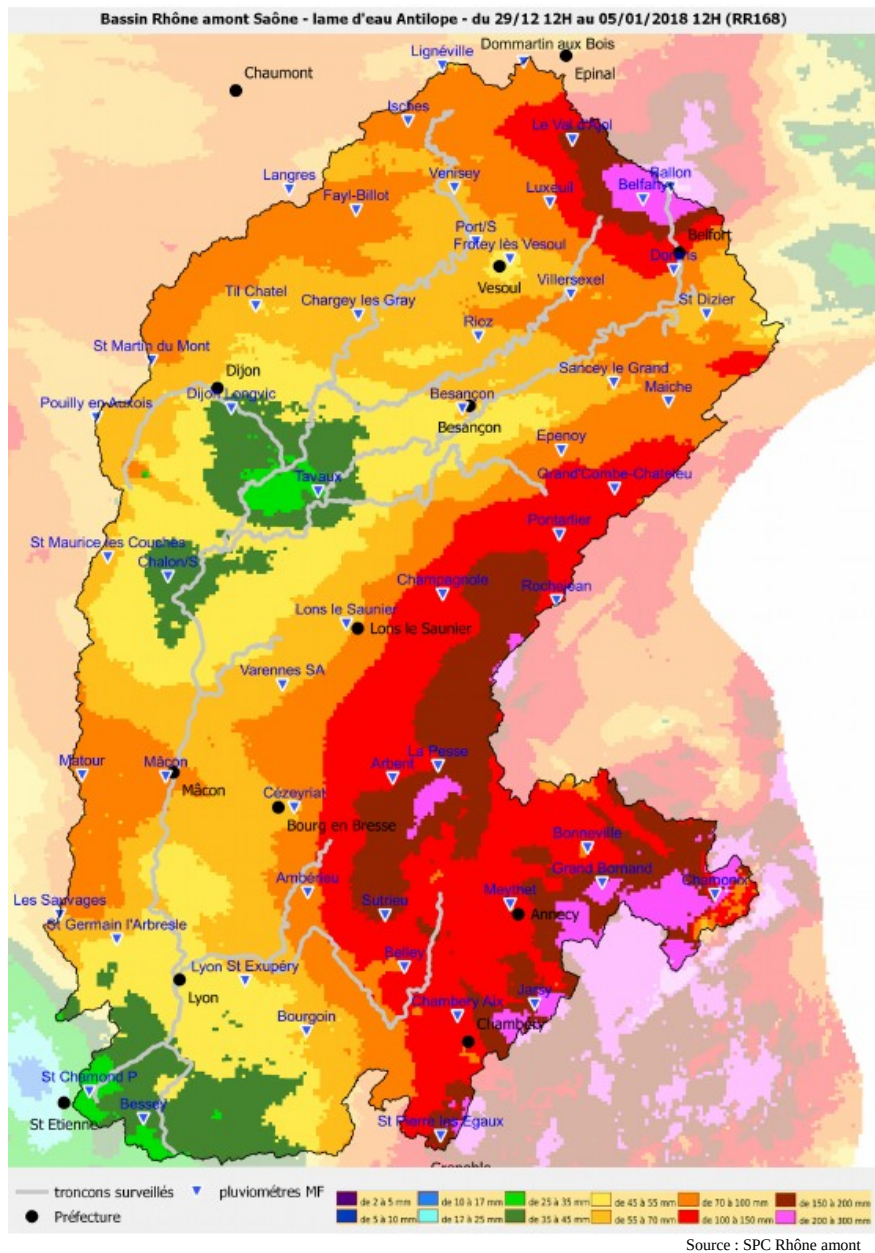 Bassin Rhône amont Saône - lame d'eau Antilope - du 29/12 12H au 05/01/2018 12H (RR168)
Dommartin aux Bois
Lignéville
Epinal
Chaumont
Isches
Le Val d'Ajol
Langres
Venisey
Ballon
Luxeuil
Belfahy
Fayl-Billot
Port/S
Frotey lès Vesoul
Belfort
Dorans
Vesoul
Villersexel
Til Chatel
Chargey les Gray
St Dizier
Rioz
St Martin du Mont
Dijon
Sancey le Grand
Maiche
Pouilly en Auxois
Dijon Longvic
Besançon
Besançon
Epenoy
Tavaux
Grand'Combe-Chateleu
Pontarlier
St Maurice les Couchès
Chalon/S
Champagnole
Rochejean
Lons le Saunier
Lons le Saunier
Varennes SA
Matour
Mâcon
Arbent
La Pesse
Mâcon
Cézeyriat
Bourg en Bresse
Bonneville
Grand Bornand
Ambérieu
Meythet
Chamonix
Les Sauvages
Sutrieu
Annecy
St Germain l'Arbresle
Belley
Lyon St Exupéry
Lyon
Jarsy
Bourgoin
Chambery Aix
Chambéry
St Chamond P
St Etienne
Bessey
St Pierre les Egaux
Grenoble
troncons surveillés
pluviométres MF
Préfecture
de 2 à 5 mm
de 10 à 17 mm
de 25 à 35 mm
de 45 à 55 mm
de 70 à 100 mm
de 150 à 200 mm
de 5 à 10 mm
de 17 à 25 mm
de 35 à 45 mm
de 55 à 70 mm
de 100 à 150 mm
de 200 à 300 mm
Source : SPC Rhône amont